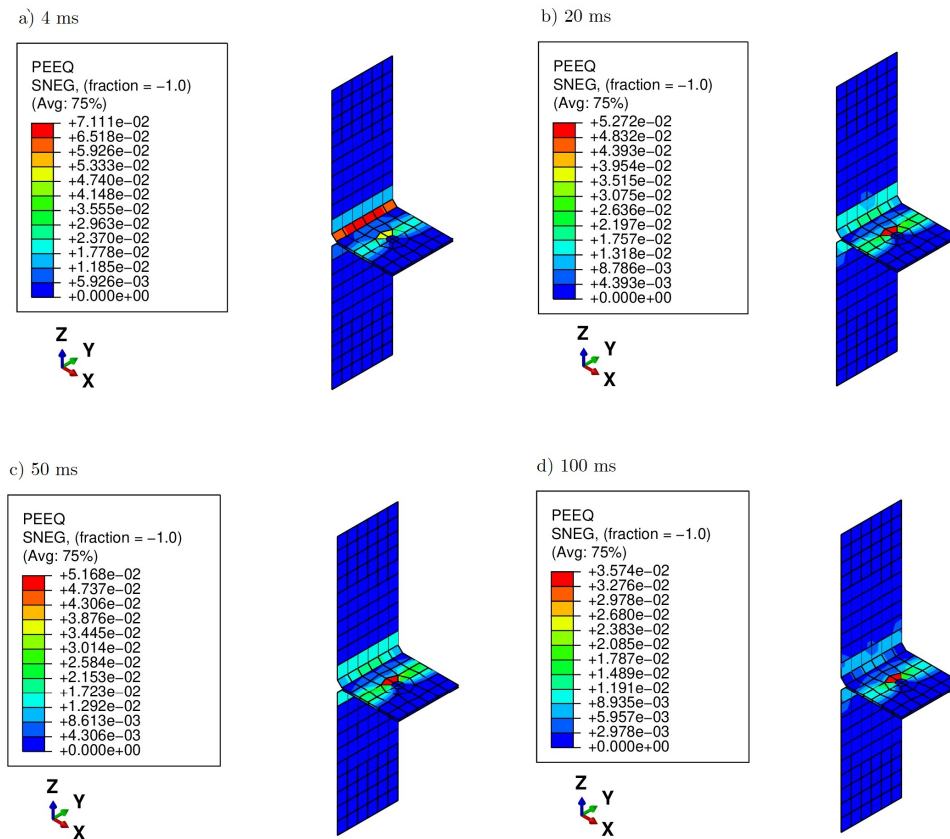 a) 4 ms
PEEQ
SNEG, (fraction = −1.0)
(Avg: 75%)
+7.111e−02
+6.518e−02
+5.926e−02
+5.333e−02
+4.740e−02
+4.148e−02
+3.555e−02
+2.963e−02
+2.370e−02
+1.778e−02
+1.185e−02
+5.926e−03
+0.000e+00
Z
Y
X
b) 20 ms
PEEQ
SNEG, (fraction = −1.0)
(Avg: 75%)
+5.272e−02
+4.832e−02
+4.393e−02
+3.954e−02
+3.515e−02
+3.075e−02
+2.636e−02
+2.197e−02
+1.757e−02
+1.318e−02
+8.786e−03
+4.393e−03
+0.000e+00
Z
Y
X
c) 50 ms
PEEQ
SNEG, (fraction = −1.0)
(Avg: 75%)
+5.168e−02
+4.737e−02
+4.306e−02
+3.876e−02
+3.445e−02
+3.014e−02
+2.584e−02
+2.153e−02
+1.723e−02
+1.292e−02
+8.613e−03
+4.306e−03
+0.000e+00
Z
Y
X
d) 100 ms
PEEQ
SNEG, (fraction = −1.0)
(Avg: 75%)
+3.574e−02
+3.276e−02
+2.978e−02
+2.680e−02
+2.383e−02
+2.085e−02
+1.787e−02
+1.489e−02
+1.191e−02
+8.935e−03
+5.957e−03
+2.978e−03
+0.000e+00
Z
Y
X